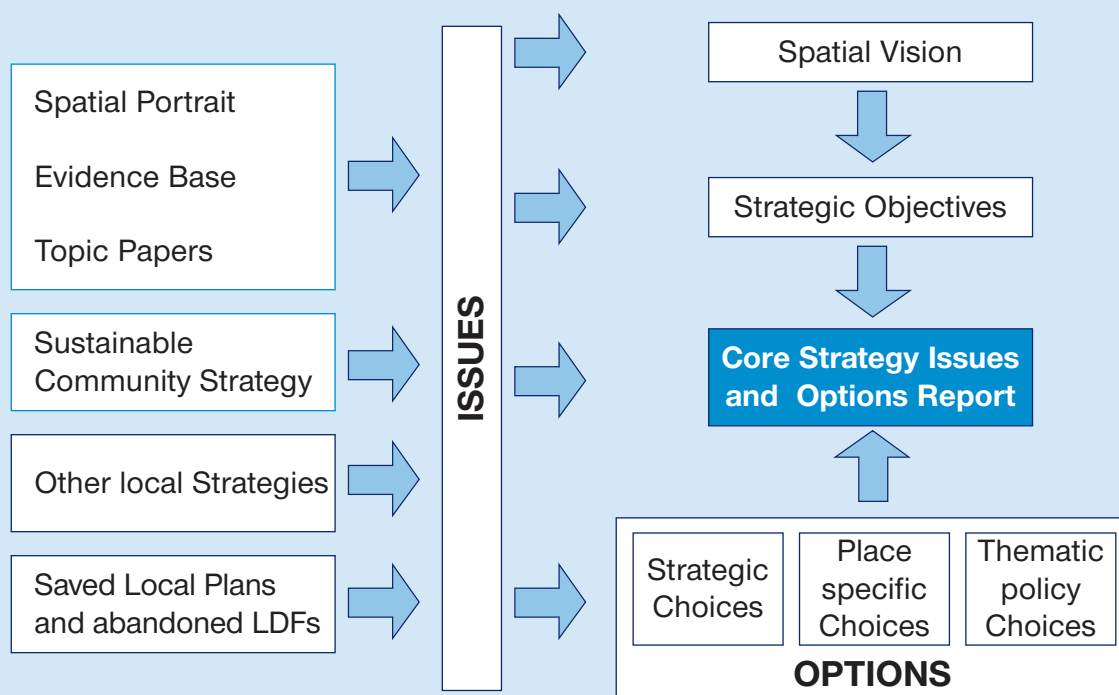 Spatial Portrait
Evidence Base
Topic Papers
Sustainable
Community Strategy
Other local Strategies
Saved Local Plans
and abandoned LDFs
ISSUES
Spatial Vision
Strategic Objectives
Core Strategy Issues
and Options Report
Strategic
Choices
Place
specific
Choices
Thematic
policy
Choices
OPTIONS